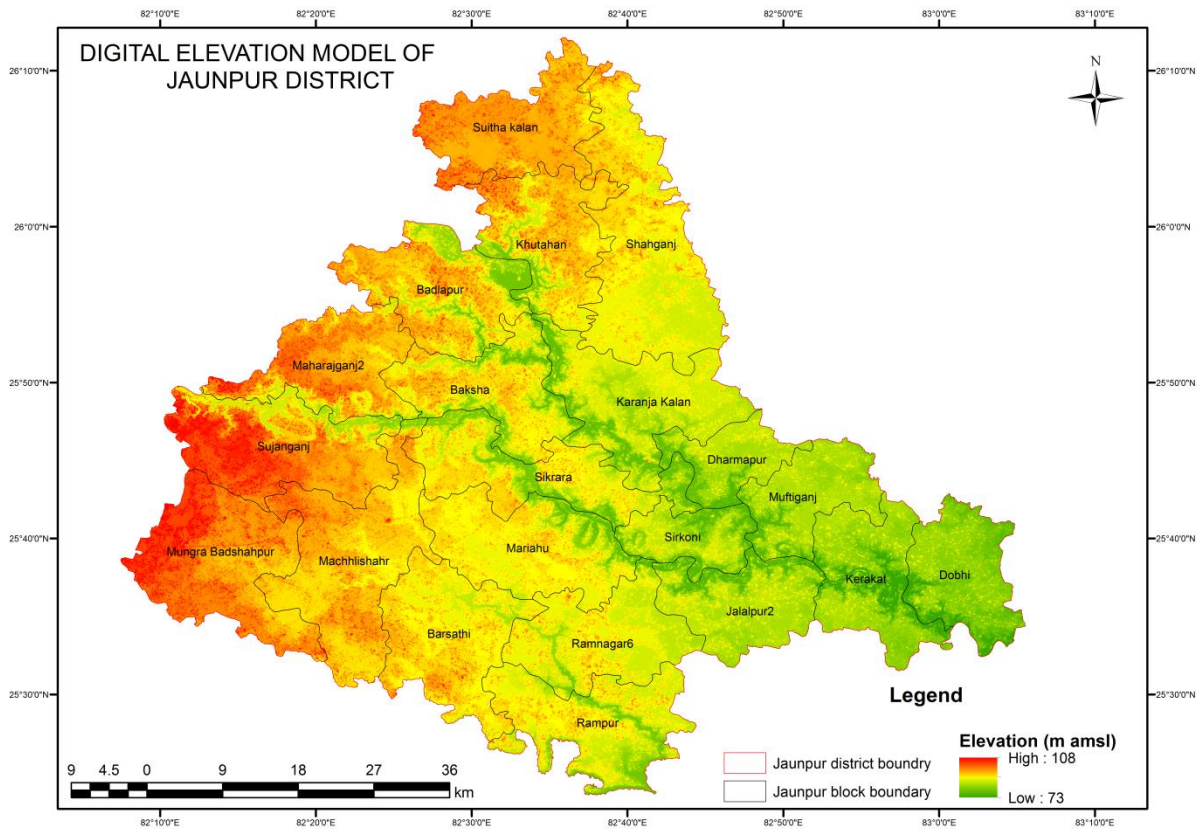 82°10'0"E 82°20'0"E 82°30'0"E 82°40'0"E 82°50'0"E 83°0'0"E 83°10'0"E
DIGITAL ELEVATION MODEL OF
JAUNPUR DISTRICT
N
26°10'0"N 26°10'0"N
Suitha kalan
26°0'0"N 26°0'0"N
Khutahan Shahganj
Badlapur
Maharajganj2
25°50'0"N 25°50'0"N
Baksha
Karanja Kalan
Sujanganj
Dharmapur
Sikrara
Muftiganj
Sirkoni
25°40'0"N 25°40'0"N
Mungra Badshahpur Machhlishahr Mariahu
Kerakat Dobhi
Jalalpur2
Barsathi Ramnagar6
25°30'0"N 25°30'0"N
Rampur
Legend
Elevation (m amsl)
High : 108
Low : 73
Jaunpur district boundry
Jaunpur block boundary
9 4.5 0 9 18 27 36
km
82°10'0"E 82°20'0"E 82°30'0"E 82°40'0"E 82°50'0"E 83°0'0"E 83°10'0"E